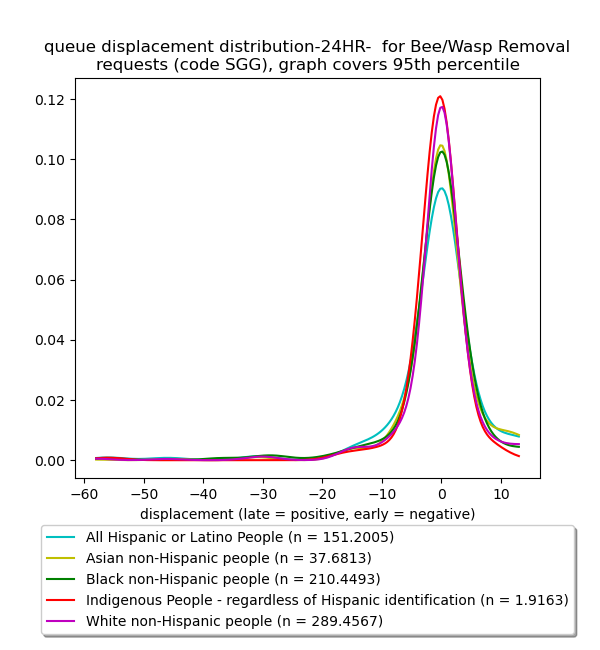 queue displacement distribution-24HR-  for Bee/Wasp Removal
requests (code SGG), graph covers 95th percentile
0.12
0.10
0.08
0.06
0.04
0.02
0.00
−60 −50 −40 −30 −20 −10 0 10
displacement (late = positive, early = negative)
All Hispanic or Latino People (n = 151.2005)
Asian non-Hispanic people (n = 37.6813)
Black non-Hispanic people (n = 210.4493)
Indigenous People - regardless of Hispanic identification (n = 1.9163)
White non-Hispanic people (n = 289.4567)